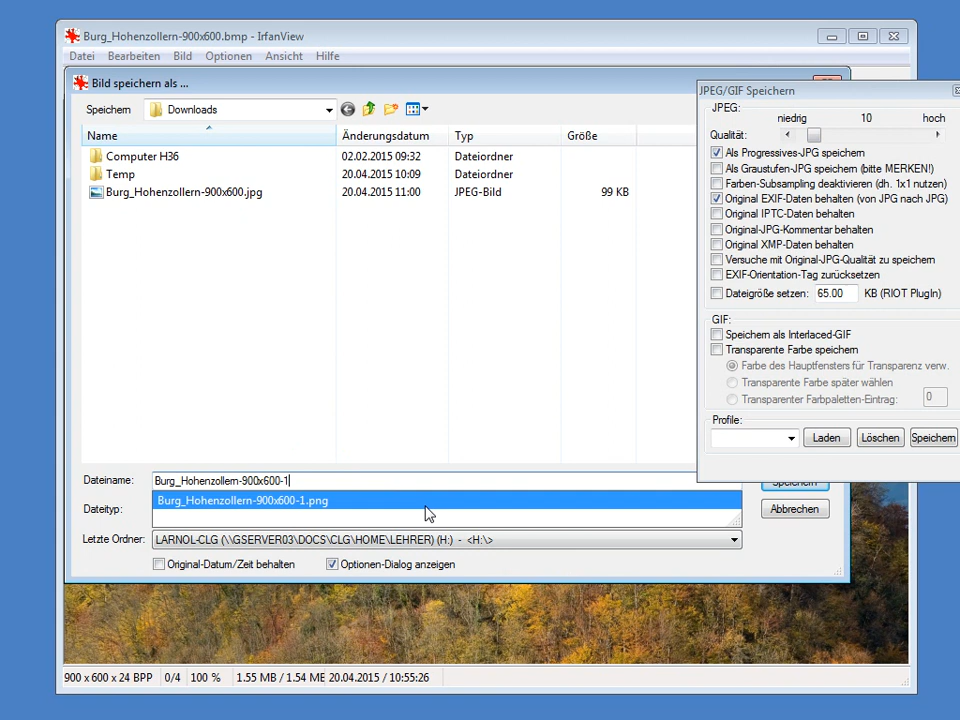 Burg_Hohenzollern-900x600.bmp - IrfanView
Datei Bearbeiten Bild Optionen Ansicht Hilfe
Bild speichern als ...
Speichern Downloads
Name Änderungsdatum Typ Größe
Computer H36 02.02.2015 09:32 Dateiordner
Temp 20.04.2015 10:09 Dateiordner
Burg_Hohenzollern-900x600.jpg 20.04.2015 11:00 JPEG-Bild 99 KB
Dateiname: Burg_Hohenzollern-900x600-1
Burg_Hohenzollern-900x600-1.png
Dateityp:
Abbrechen
Letzte Ordner: LARNOL-CLG (\\GSERVER03\DOCS\CLG\HOME\LEHRER) (H:) - <H:\>
Original-Datum/Zeit behalten Optionen-Dialog anzeigen
JPEG/GIF Speichern
JPEG:
niedrig 10 hoch
Qualität:
Als Progressives-JPG speichern
Als Graustufen-JPG speichern (bitte MERKEN!)
Farben-Subsampling deaktivieren (dh. 1x1 nutzen)
Original EXIF-Daten behalten (von JPG nach JPG)
Original IPTC-Daten behalten
Original-JPG-Kommentar behalten
Original XMP-Daten behalten
Versuche mit Original-JPG-Qualität zu speichern
EXIF-Orientation-Tag zurücksetzen
Dateigröße setzen: 65.00 KB (RIOT PlugIn)
GIF:
Speichern als Interlaced-GIF
Transparente Farbe speichern
Farbe des Hauptfensters für Transparenz verw.
Transparente Farbe später wählen
Transparenter Farbpaletten-Eintrag: 0
Profile:
Laden Löschen Speichern
Speichern
900 x 600 x 24 BPP 0/4 100 % 1.55 MB / 1.54 ME 20.04.2015 / 10:55:26